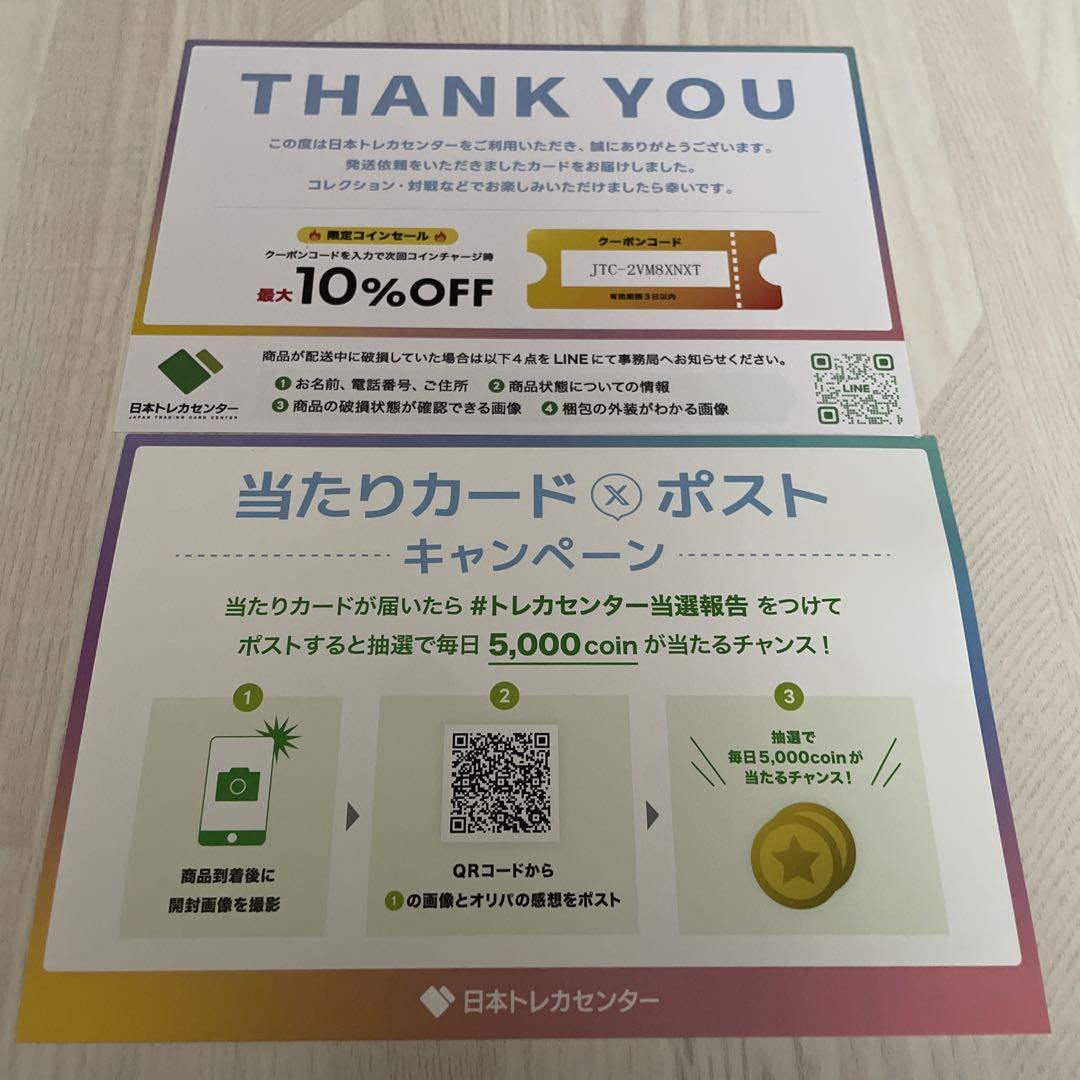 THANK YOU
この度は日本トレカセンターをご利用いただき、誠にありがとうございます。
発送依頼をいただきましたカードをお届けしました。
コレクション・対戦などでお楽しみいただけましたら幸いです。
限定コインセール
クーポンコードを入力で次回コインチャージ時
最大10%OFF
クーポンコード
JTC-2VM8XNXT
有効期限3日以内
日本トレカセンター
JAPAN TRADING CARD CENTER
商品が配送中に破損していた場合は以下4点をLINEにて事務局へお知らせください。
1 お名前、電話番号、ご住所 2 商品状態についての情報
3 商品の破損状態が確認できる画像 4 梱包の外装がわかる画像
LINE
当たりカード X ポスト
キャンペーン
当たりカードが届いたら #トレカセンター当選報告 をつけて
ポストすると抽選で毎日 5,000coin が当たるチャンス!
1
商品到着後に
開封画像を撮影
2
QRコードから
1の画像とオリパの感想をポスト
3
抽選で
毎日5,000coinが
当たるチャンス!
日本トレカセンター